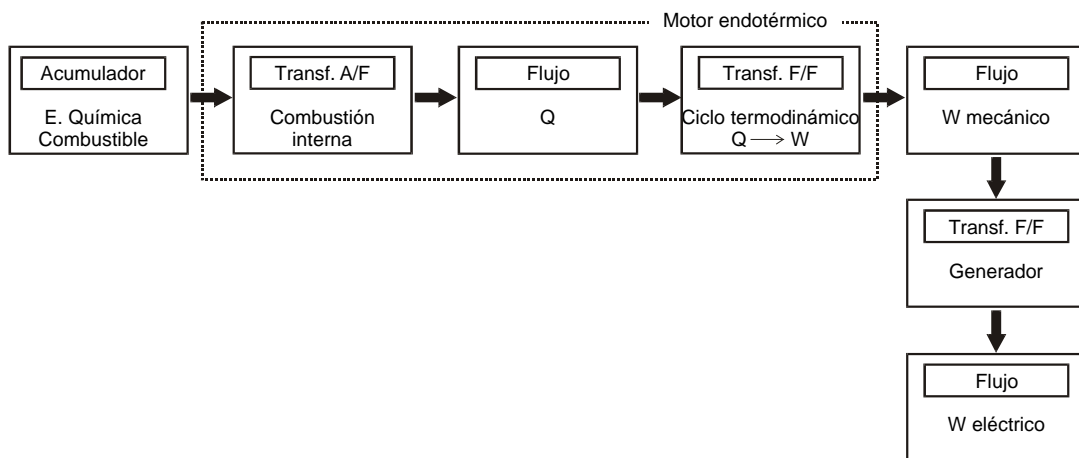 Motor endotérmico
Acumulador
E. Química
Combustible
Transf. A/F
Combustión
interna
Flujo
Q
Transf. F/F
Ciclo termodinámico
Q → W
Flujo
W mecánico
Transf. F/F
Generador
Flujo
W eléctrico